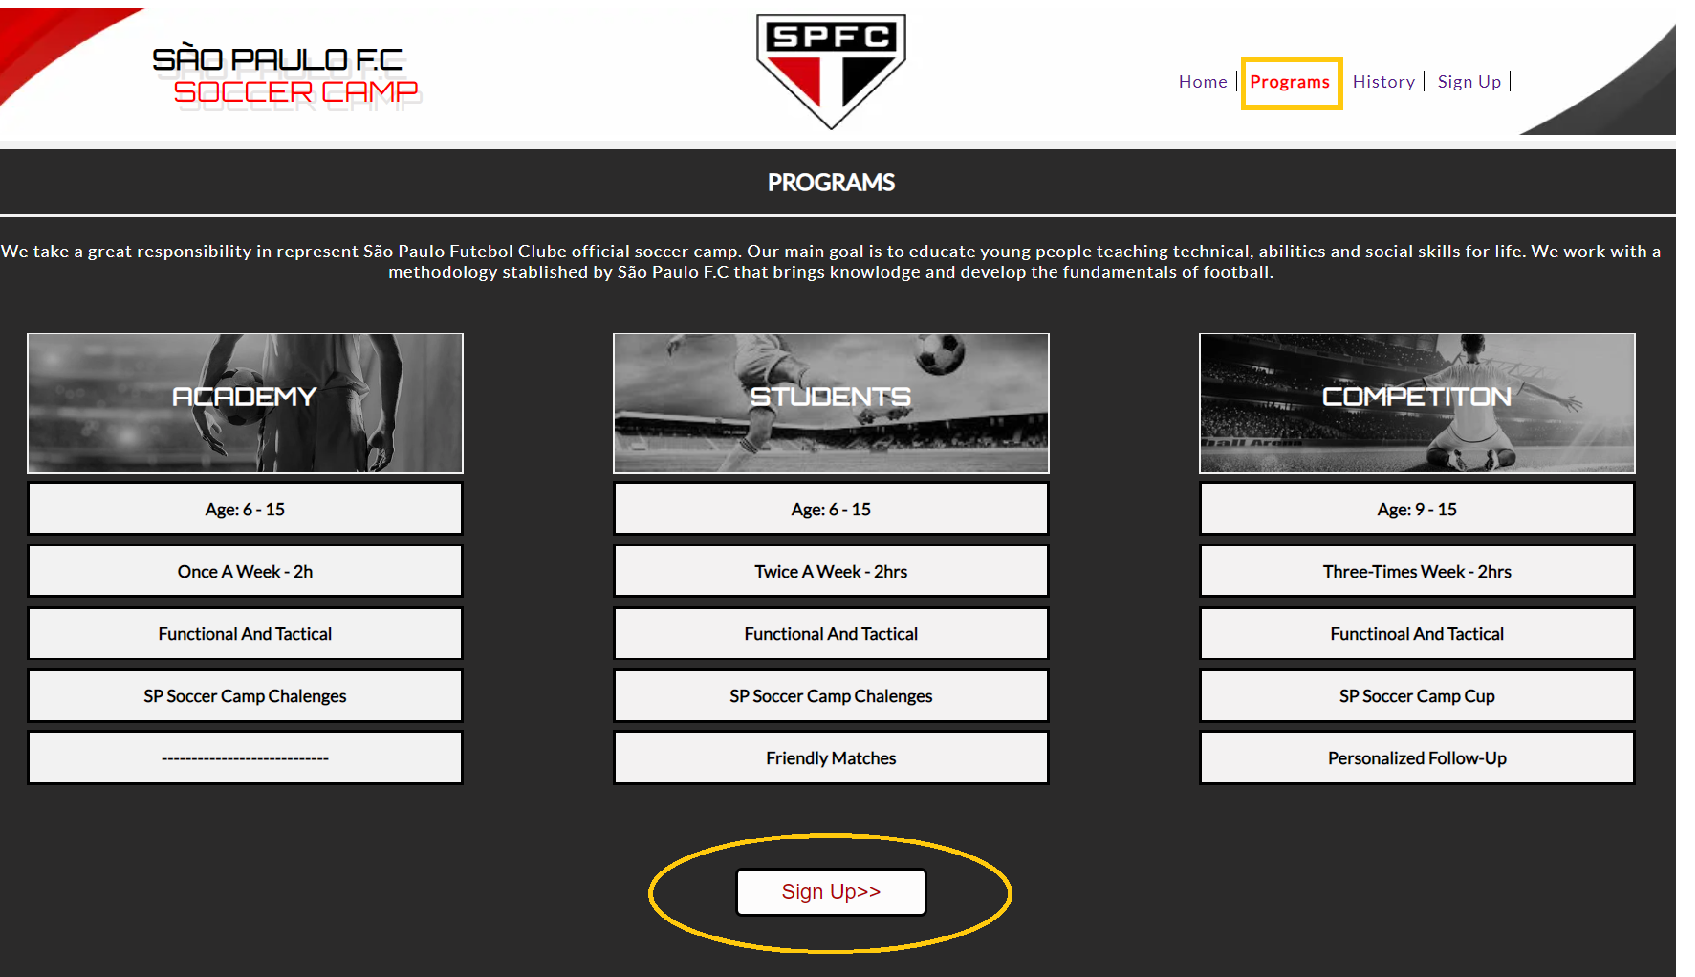 SÀO PAULO F.C
SOCCER CAMP
SPFC
Home
Programs
History
Sign Up
PROGRAMS
We take a great responsibility in represent São Paulo Futebol Clube official soccer camp. Our main goal is to educate young people teaching technical, abilities and social skills for life. We work with a
methodology stablished by São Paulo F.C that brings knowlodge and develop the fundamentals of football.
ACADEMY
Age: 6 - 15
Once A Week - 2h
Functional And Tactical
SP Soccer Camp Chalenges
----------------------------
STUDENTS
Age: 6 - 15
Twice A Week - 2hrs
Functional And Tactical
SP Soccer Camp Chalenges
Friendly Matches
COMPETITON
Age: 9 - 15
Three-Times Week - 2hrs
Functinoal And Tactical
SP Soccer Camp Cup
Personalized Follow-Up
Sign Up>>